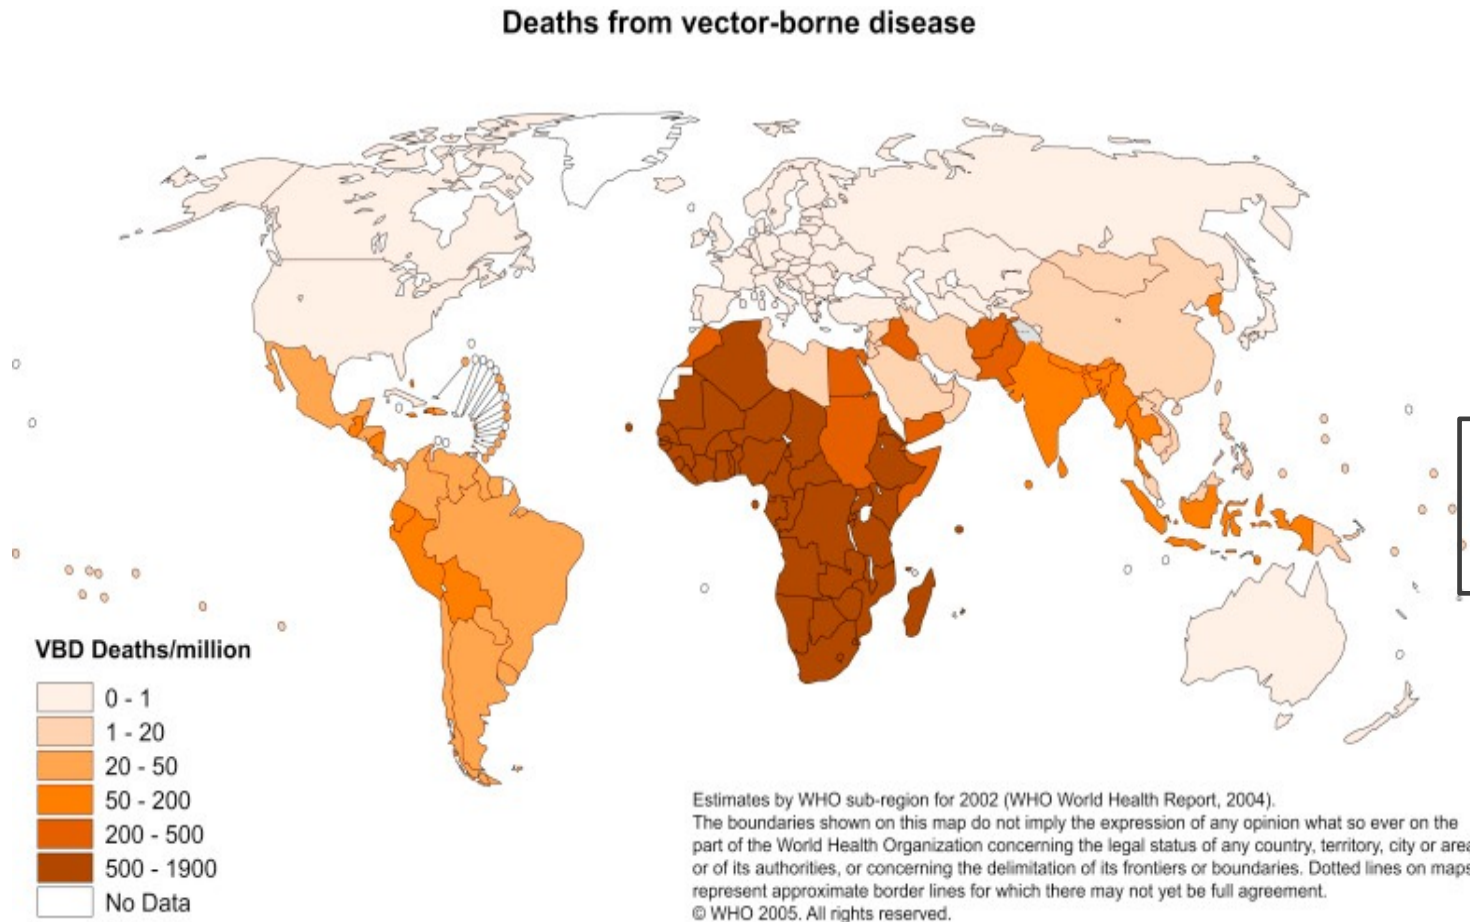 Deaths from vector-borne disease
VBD Deaths/million
0 - 1
1 - 20
20 - 50
50 - 200
200 - 500
500 - 1900
No Data
Estimates by WHO sub-region for 2002 (WHO World Health Report, 2004).
The boundaries shown on this map do not imply the expression of any opinion what so ever on the
part of the World Health Organization concerning the legal status of any country, territory, city or area
or of its authorities, or concerning the delimitation of its frontiers or boundaries. Dotted lines on maps
represent approximate border lines for which there may not yet be full agreement.
© WHO 2005. All rights reserved.